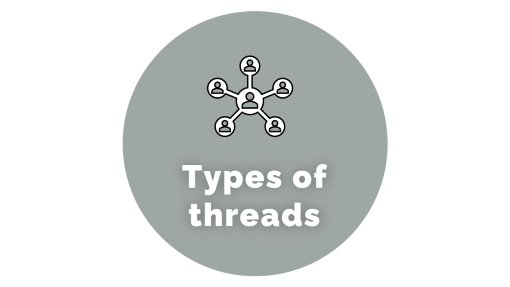 Types of
threads